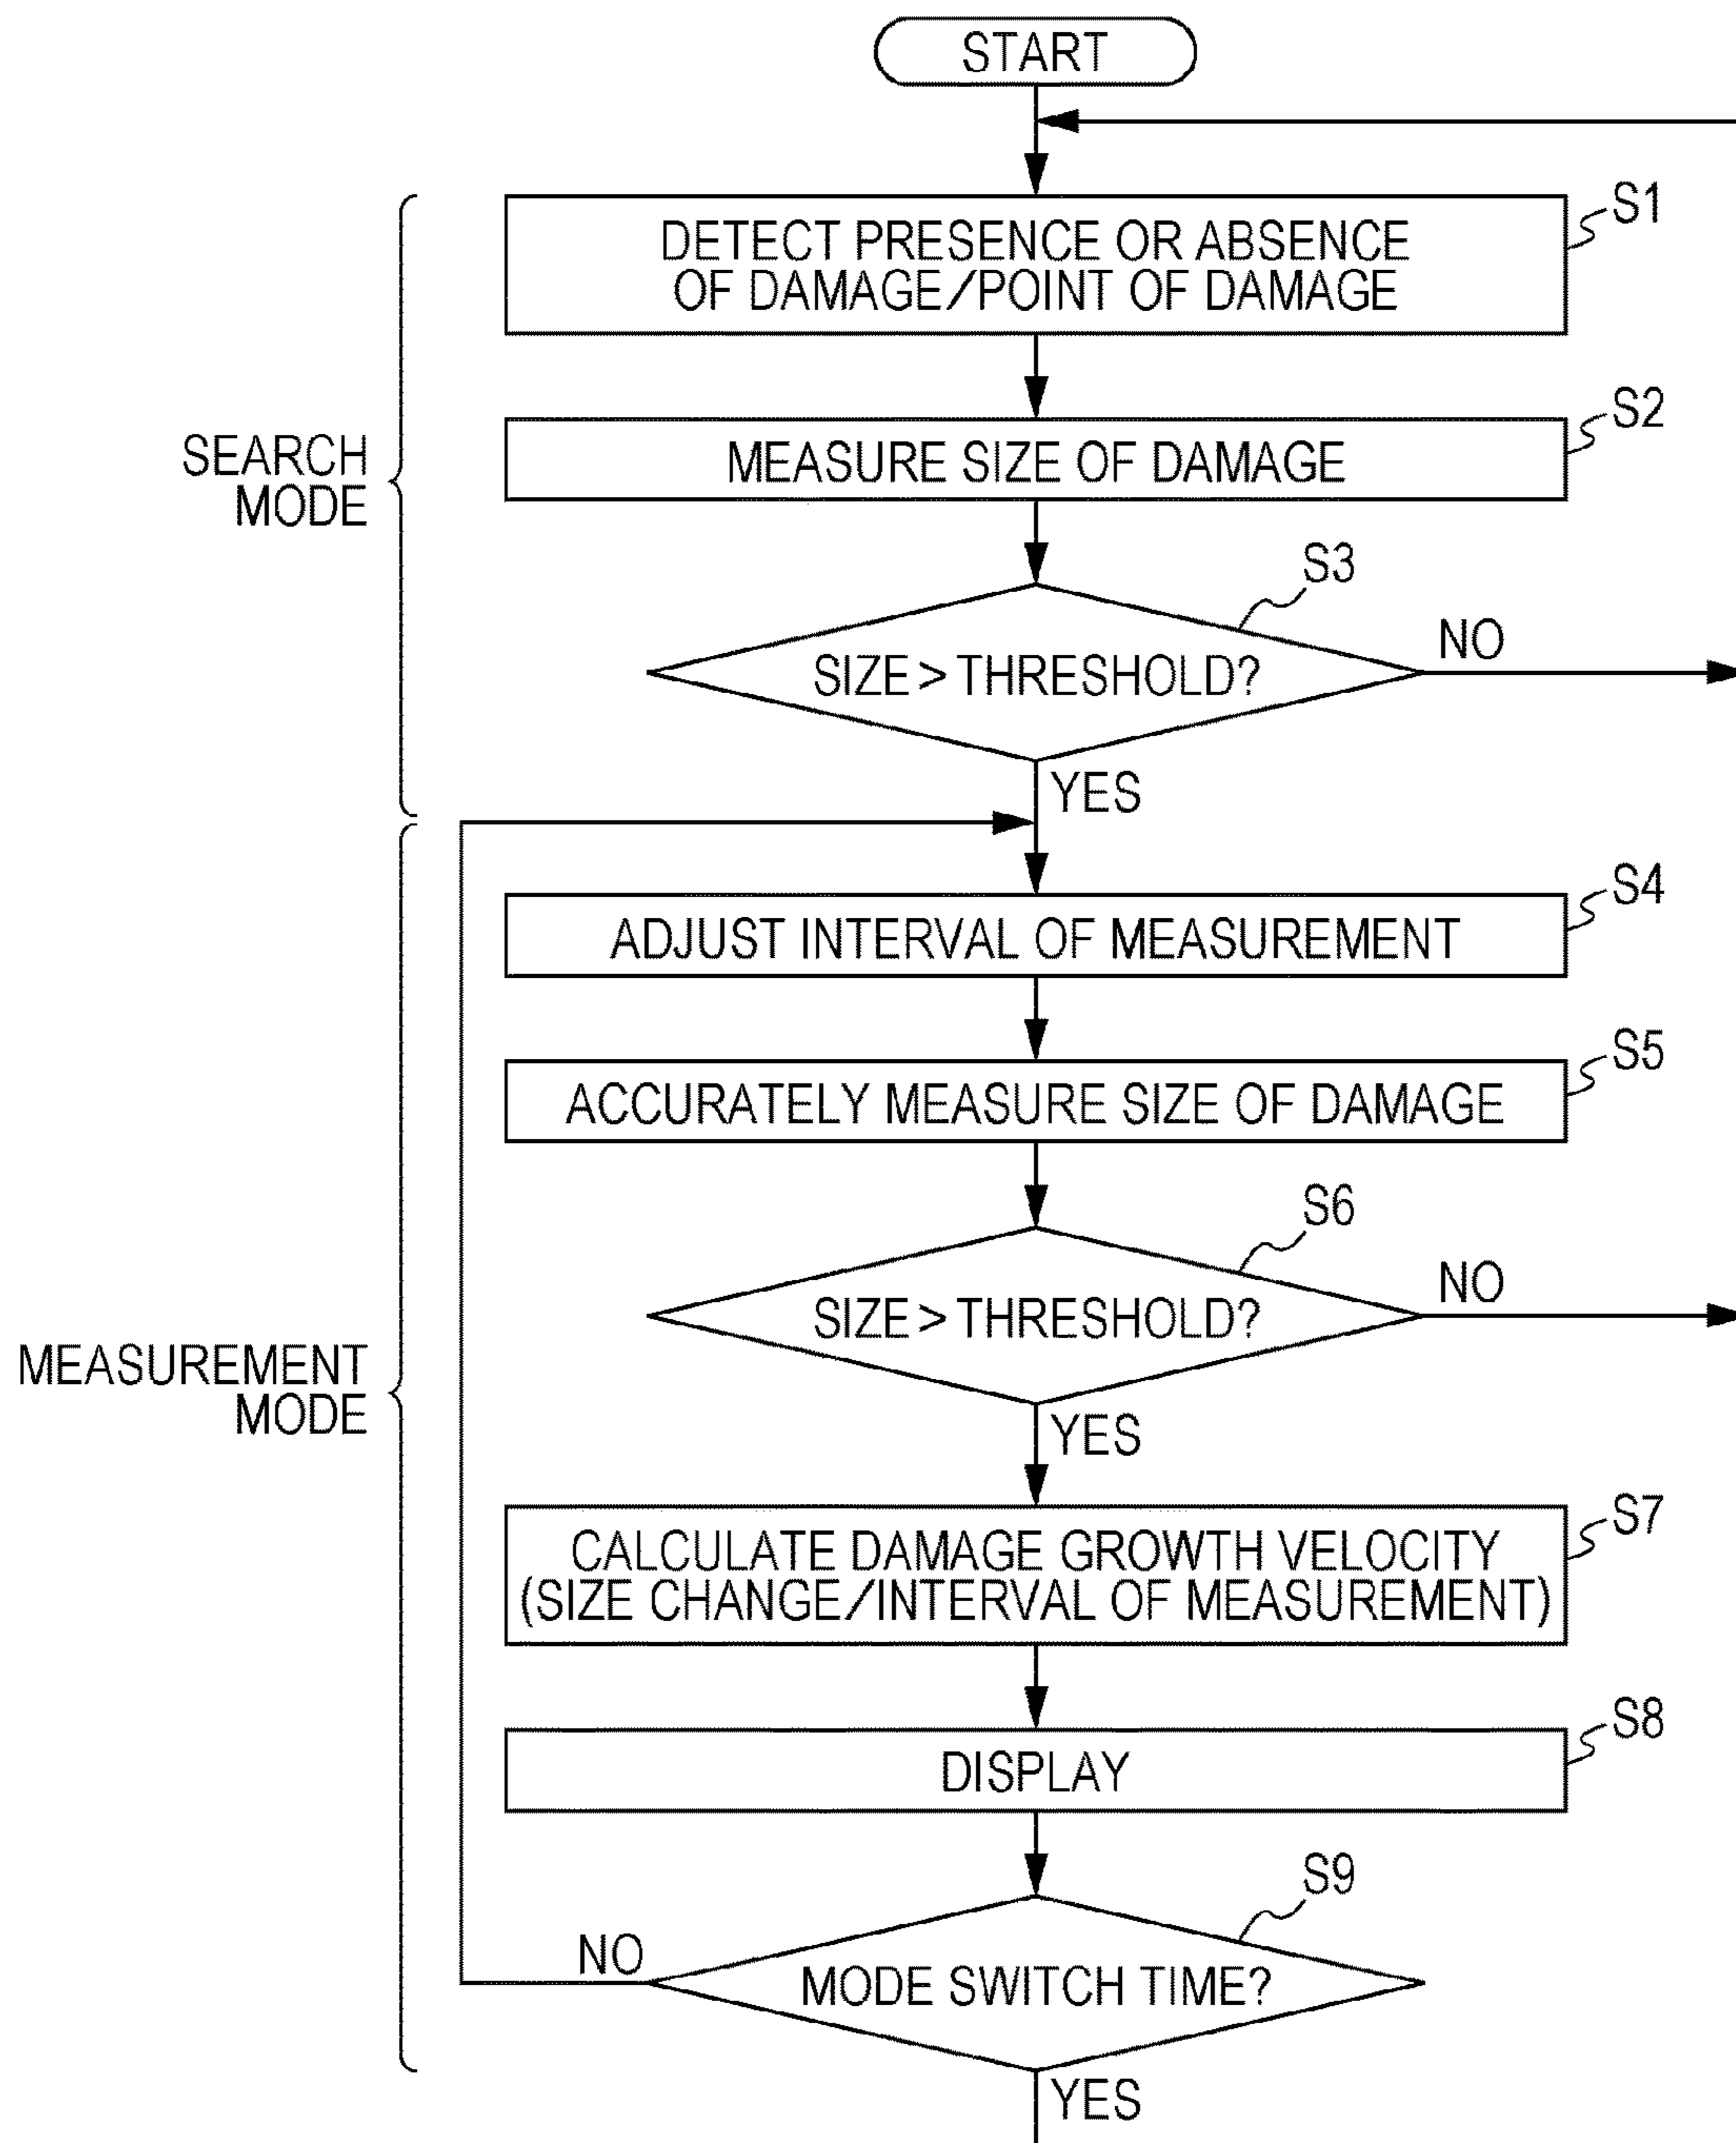 START
S1
DETECT PRESENCE OR ABSENCE
OF DAMAGE/POINT OF DAMAGE
S2
MEASURE SIZE OF DAMAGE
SEARCH
MODE
S3
SIZE > THRESHOLD?
NO
YES
S4
ADJUST INTERVAL OF MEASUREMENT
S5
ACCURATELY MEASURE SIZE OF DAMAGE
S6
SIZE > THRESHOLD?
NO
MEASUREMENT
MODE
YES
S7
CALCULATE DAMAGE GROWTH VELOCITY
(SIZE CHANGE/INTERVAL OF MEASUREMENT)
S8
DISPLAY
S9
NO
MODE SWITCH TIME?
YES